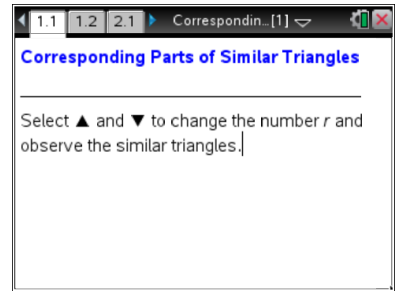 1.1 1.2 2.1 Correspondin...[1]
Corresponding Parts of Similar Triangles
Select ▲ and ▼ to change the number r and
observe the similar triangles.